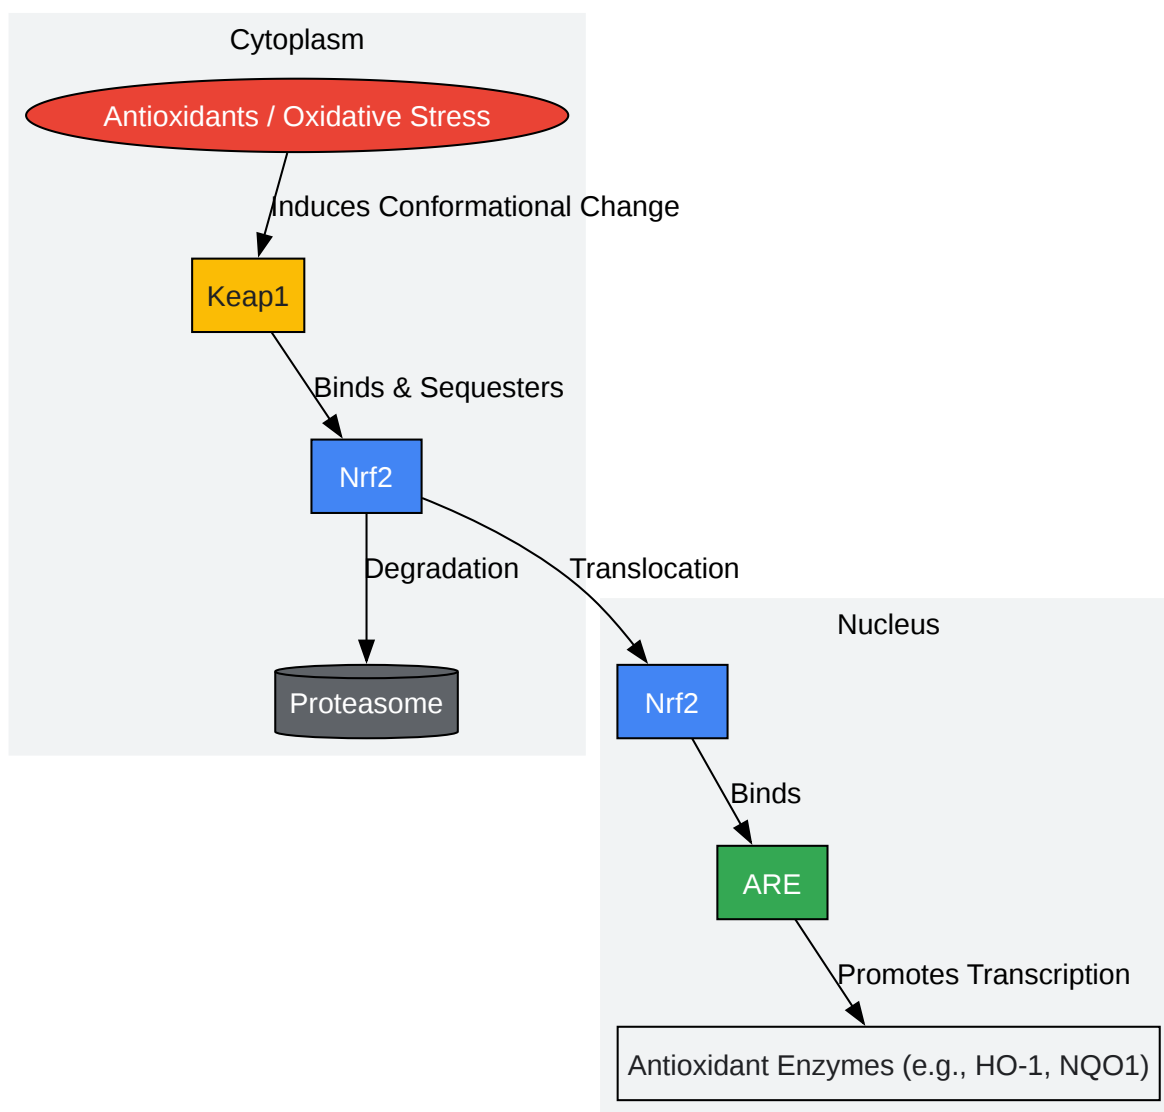 Cytoplasm
Antioxidants / Oxidative Stress
Induces Conformational Change
Keap1
Binds & Sequesters
Nrf2
Degradation
Translocation
Nucleus
Proteasome
Nrf2
Binds
ARE
Promotes Transcription
Antioxidant Enzymes (e.g., HO-1, NQO1)